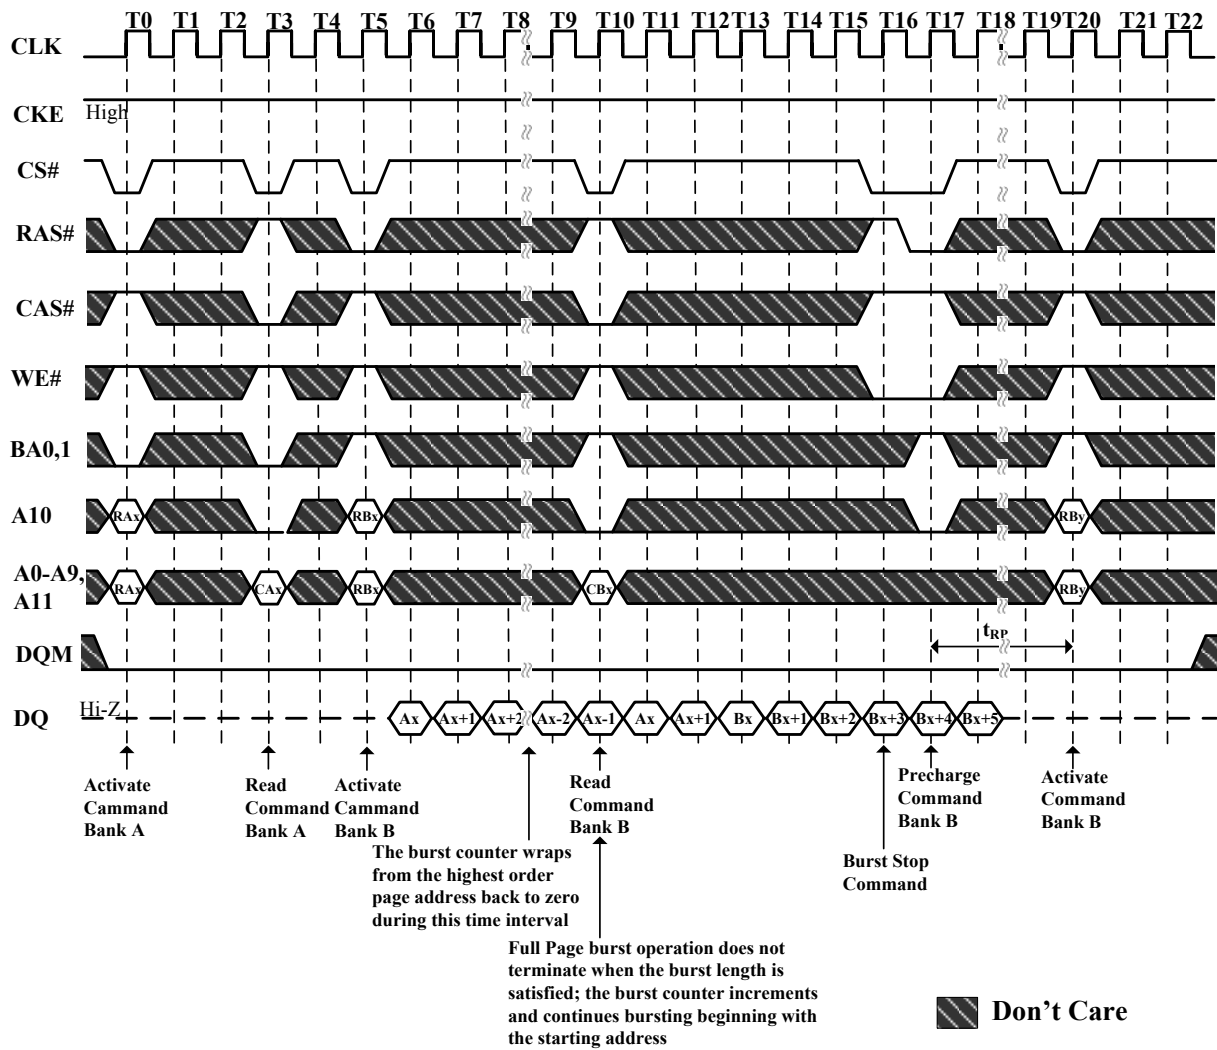 T0 T1 T2 T3 T4 T5 T6 T7 T8 T9 T10 T11 T12 T13 T14 T15 T16 T17 T18 T19 T20 T21 T22
CLK
CKE High
CS#
RAS#
CAS#
WE#
BA0,1
A10 RAx RBx RBy
A0-A9,
A11 RAx CAx RBx CBx RBy
tRP
DQM
DQ Hi-Z Ax Ax+1 Ax+2 Ax-2 Ax-1 Ax Ax+1 Bx Bx+1 Bx+2 Bx+3 Bx+4 Bx+5
Activate
Cammand
Bank A
Read
Command
Bank A
Activate
Cammand
Bank B
The burst counter wraps
from the highest order
page address back to zero
during this time interval
Read
Command
Bank B
Full Page burst operation does not
terminate when the burst length is
satisfied; the burst counter increments
and continues bursting beginning with
the starting address
Burst Stop
Command
Precharge
Command
Bank B
Activate
Command
Bank B
Don't Care